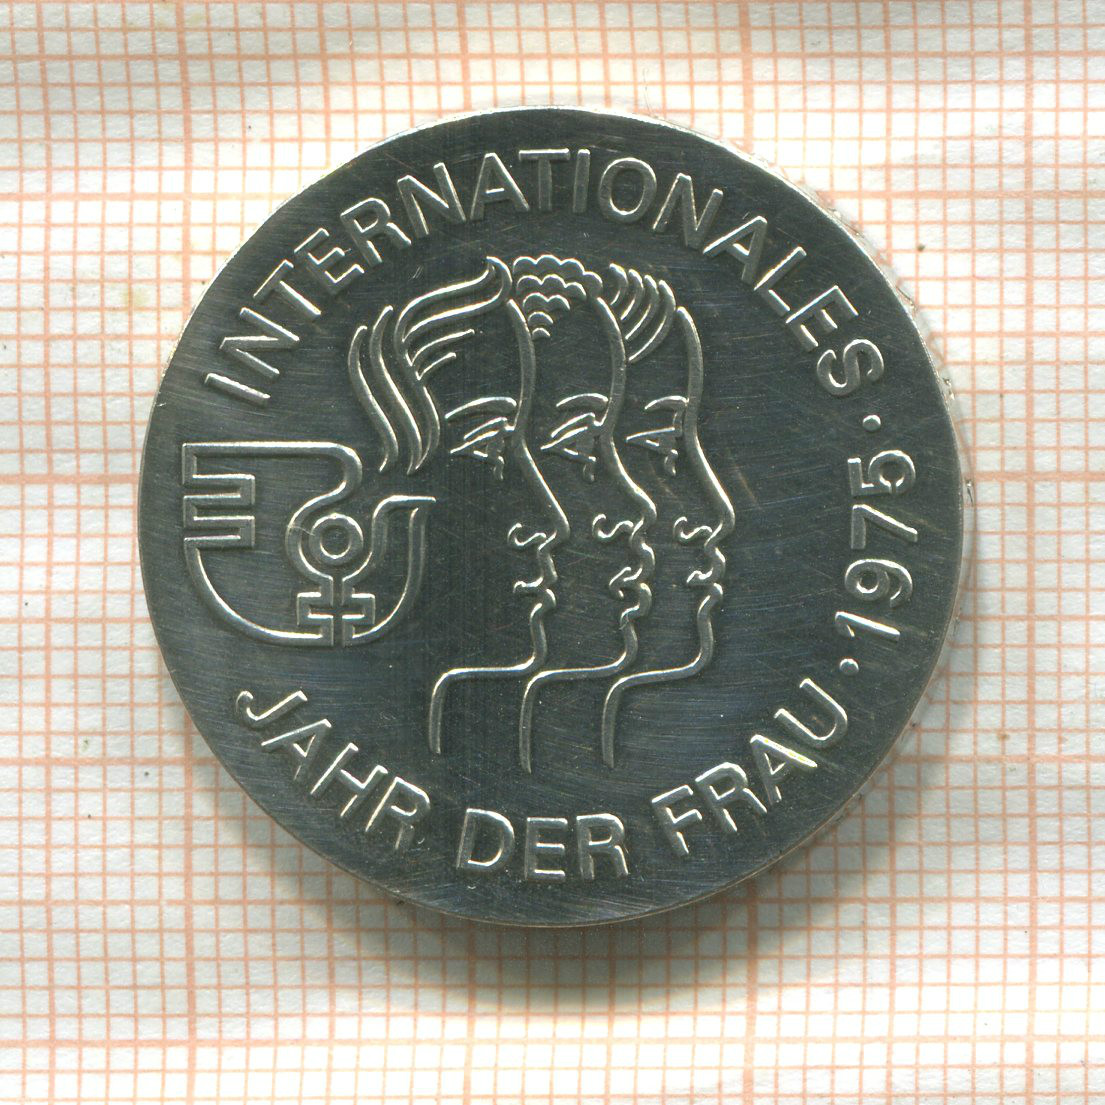 INTERNATIONALES · 1975 ·
JAHR DER FRAU